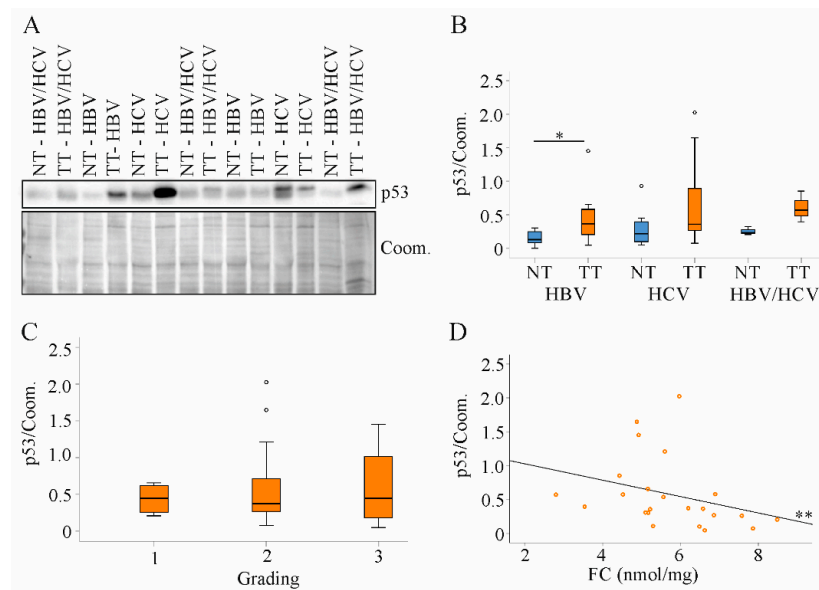 A
NT - HBV/HCV
TT - HBV/HCV
NT - HBV
TT- HBV
NT - HCV
TT - HCV
NT - HBV/HCV
TT - HBV/HCV
NT - HBV
TT - HBV
NT - HCV
TT - HCV
NT - HBV/HCV
TT - HBV/HCV
p53
Coom.
B
p53/Coom.
2.5
2.0
1.5
1.0
0.5
0
*
NT TT NT TT NT TT
HBV HCV HBV/HCV
C
p53/Coom.
2.5
2.0
1.5
1.0
0.5
0
1 2 3
Grading
D
p53/Coom.
2.5
2.0
1.5
1.0
0.5
0
**
2 4 6 8
FC (nmol/mg)